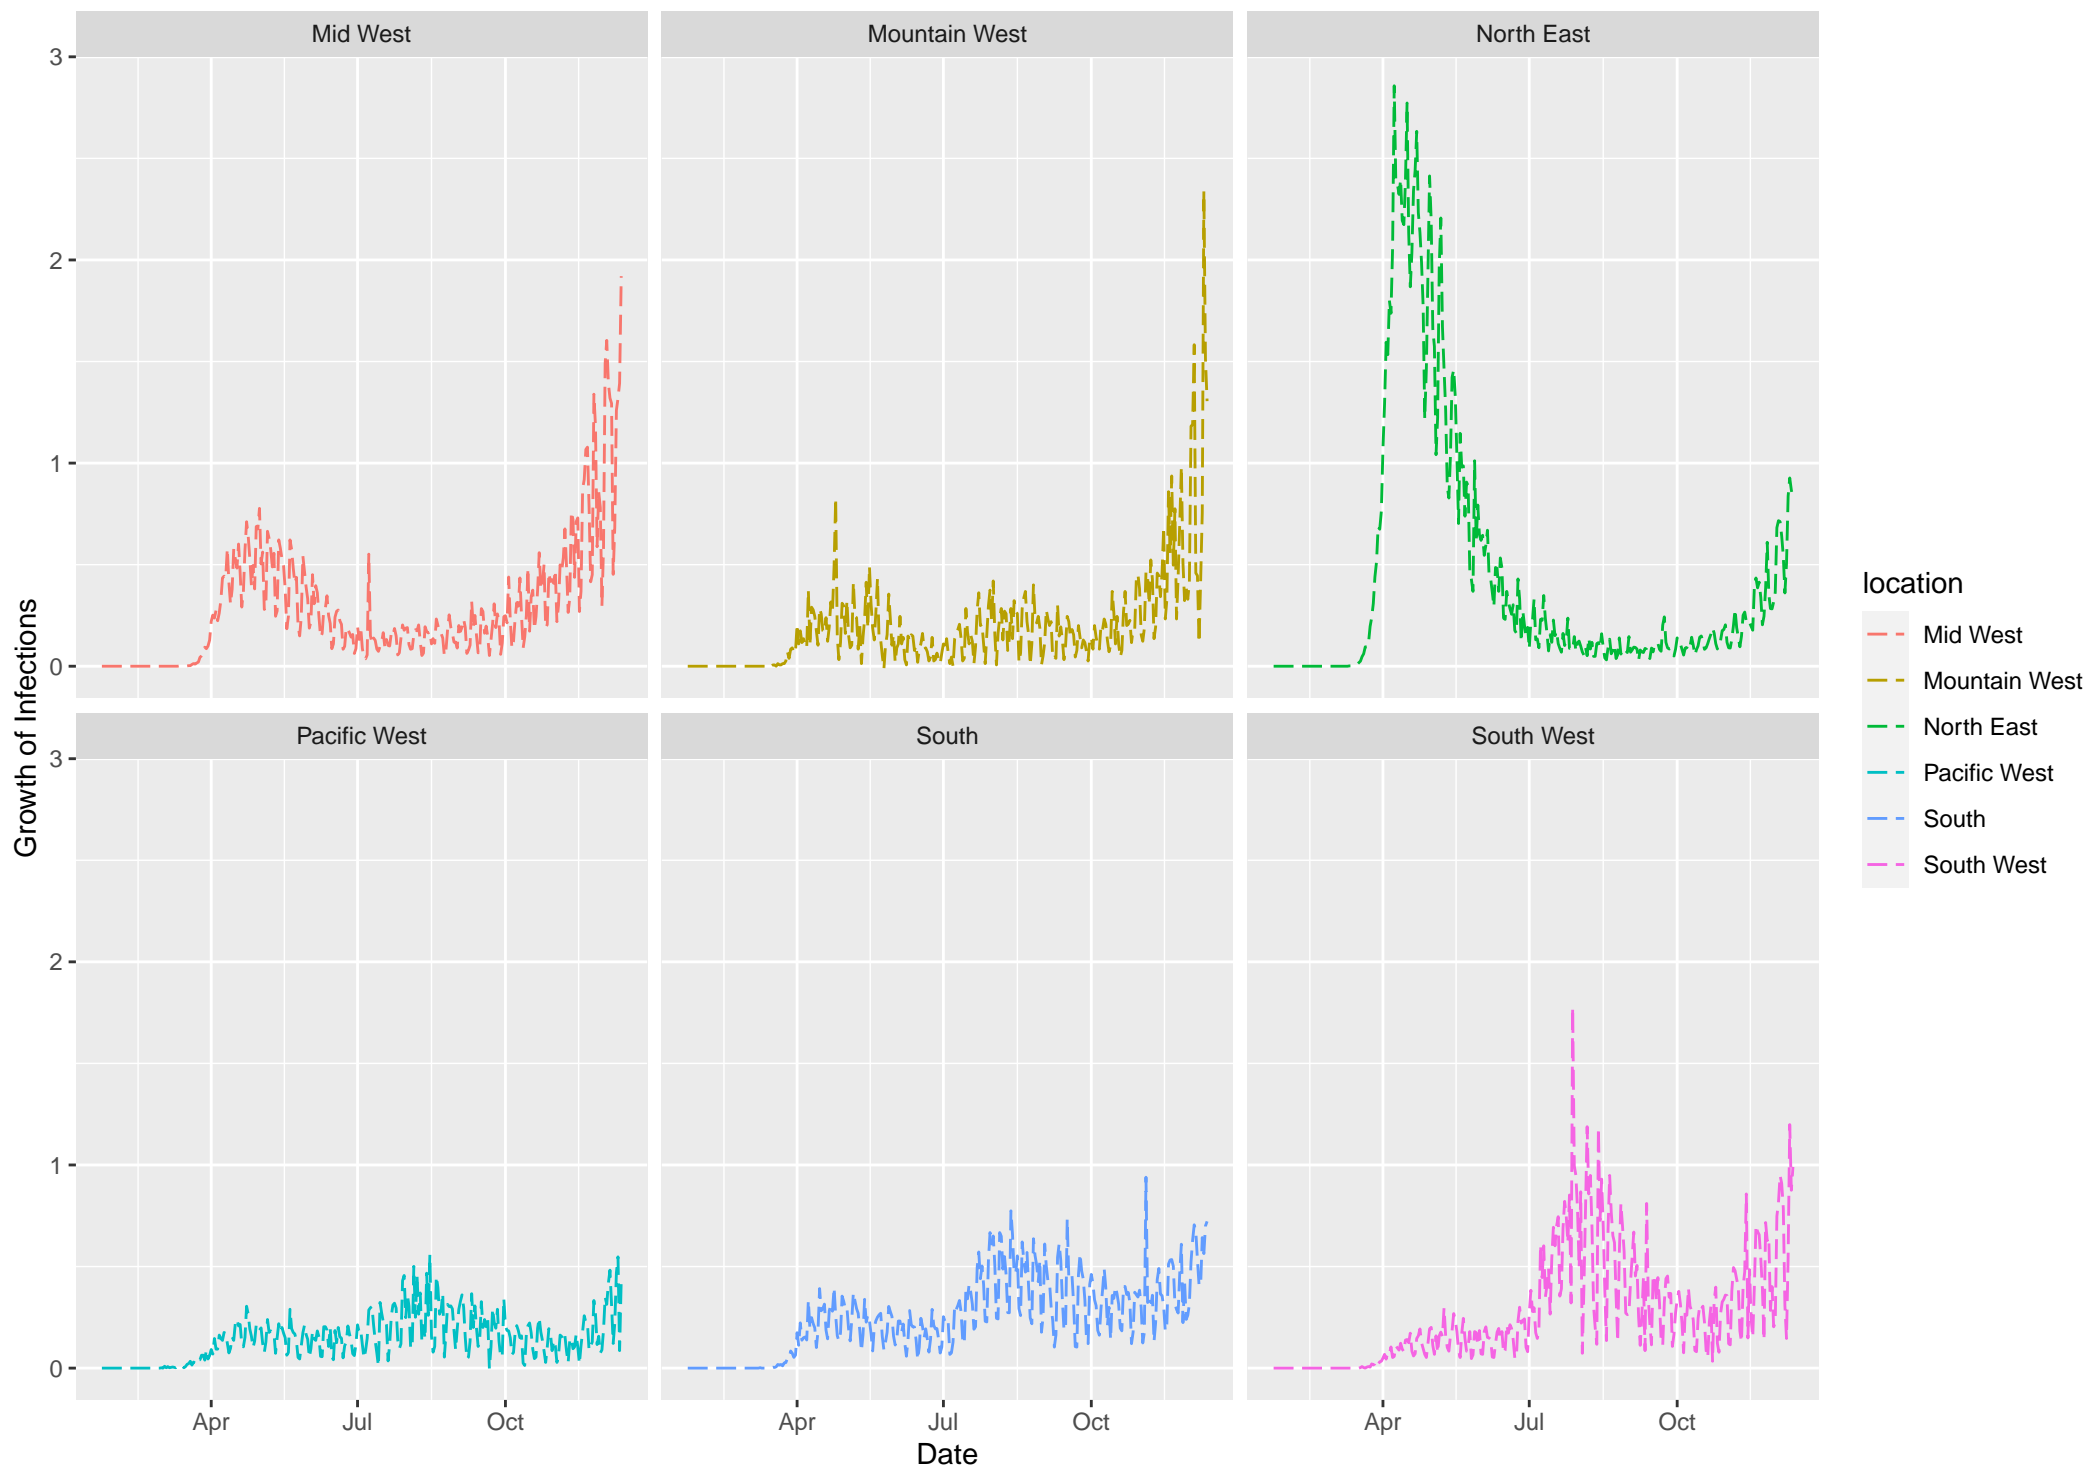 Mid West
Mountain West
North East
3
2
1
0
Pacific West
South
South West
3
2
1
0
Apr
Jul
Oct
Apr
Jul
Oct
Apr
Jul
Oct
Date
Growth of Infections
location
Mid West
Mountain West
North East
Pacific West
South
South West